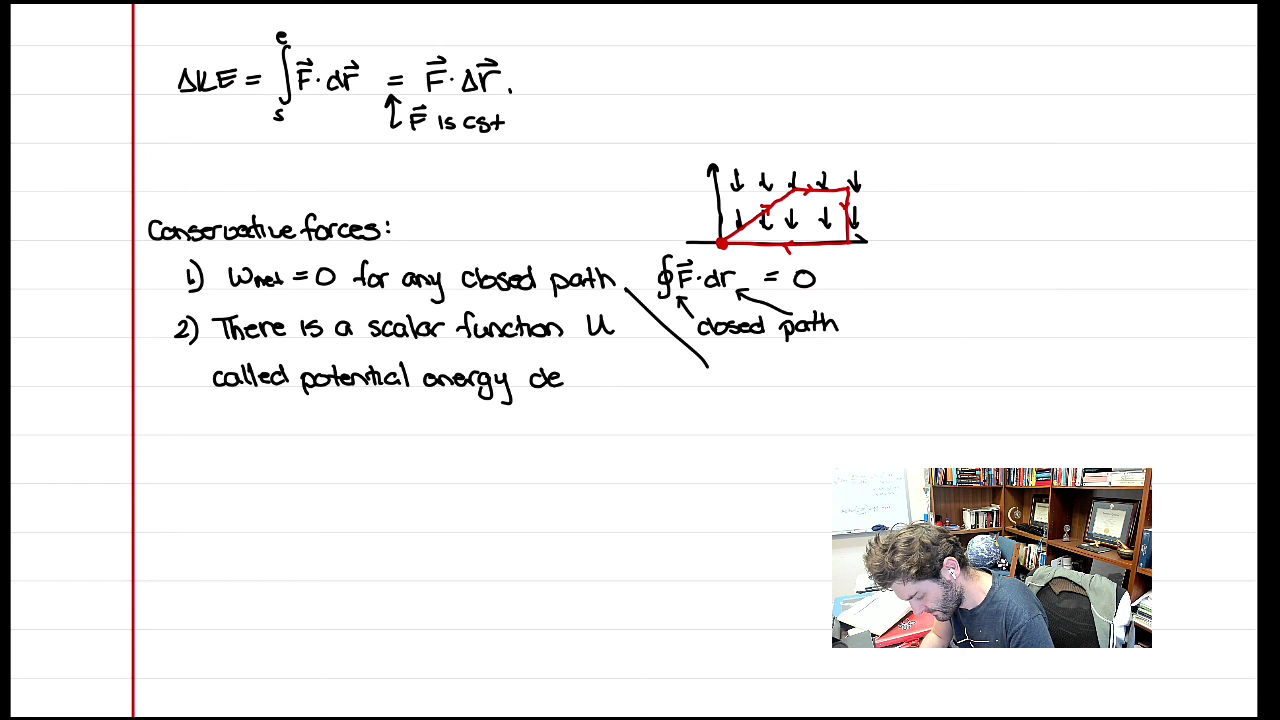 e
ΔKE = ∫ F⃗ · dr⃗ = F⃗ · Δr⃗.
s
F⃗ is cst
Conservative forces:
1) Wnet = 0 for any closed path
∮ F⃗ · dr = 0
closed path
2) There is a scalar function U
called potential energy de